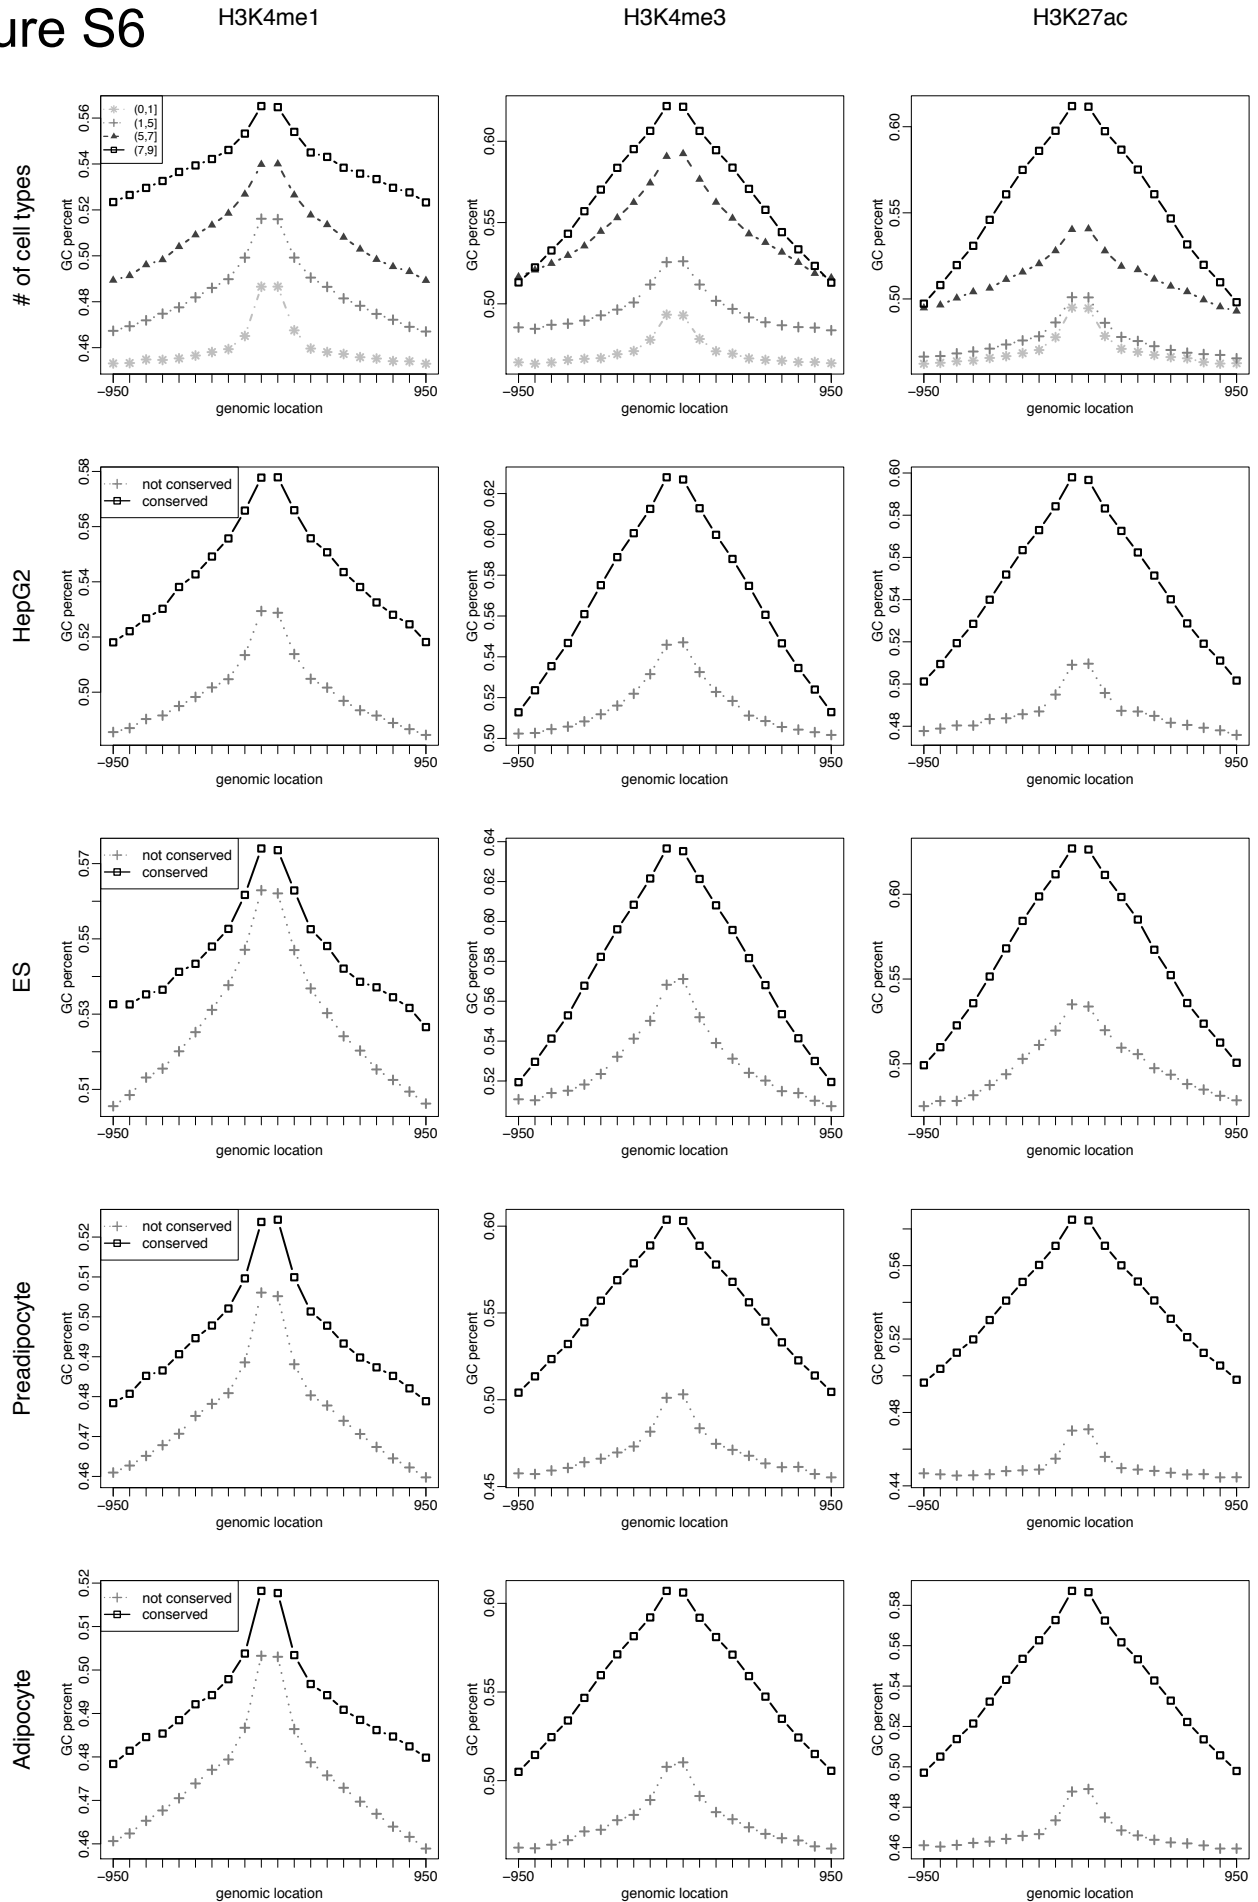 ure S6
H3K4me1
H3K4me3
H3K27ac
# of cell types
GC percent
0.46 0.48 0.50 0.52 0.54 0.56
(0,1]
(1,5]
(5,7]
(7,9]
−950 950
genomic location
GC percent
0.50 0.55 0.60
−950 950
genomic location
GC percent
0.50 0.55 0.60
−950 950
genomic location
HepG2
GC percent
0.50 0.52 0.54 0.56 0.58
not conserved
conserved
−950 950
genomic location
GC percent
0.50 0.52 0.54 0.56 0.58 0.60 0.62
−950 950
genomic location
GC percent
0.48 0.50 0.52 0.54 0.56 0.58 0.60
−950 950
genomic location
ES
GC percent
0.51 0.53 0.55 0.57
not conserved
conserved
−950 950
genomic location
GC percent
0.52 0.54 0.56 0.58 0.60 0.62 0.64
−950 950
genomic location
GC percent
0.50 0.55 0.60
−950 950
genomic location
Preadipocyte
GC percent
0.46 0.47 0.48 0.49 0.50 0.51 0.52
not conserved
conserved
−950 950
genomic location
GC percent
0.45 0.50 0.55 0.60
−950 950
genomic location
GC percent
0.44 0.48 0.52 0.56
−950 950
genomic location
Adipocyte
GC percent
0.46 0.47 0.48 0.49 0.50 0.51 0.52
not conserved
conserved
−950 950
genomic location
GC percent
0.50 0.55 0.60
−950 950
genomic location
GC percent
0.46 0.48 0.50 0.52 0.54 0.56 0.58
−950 950
genomic location